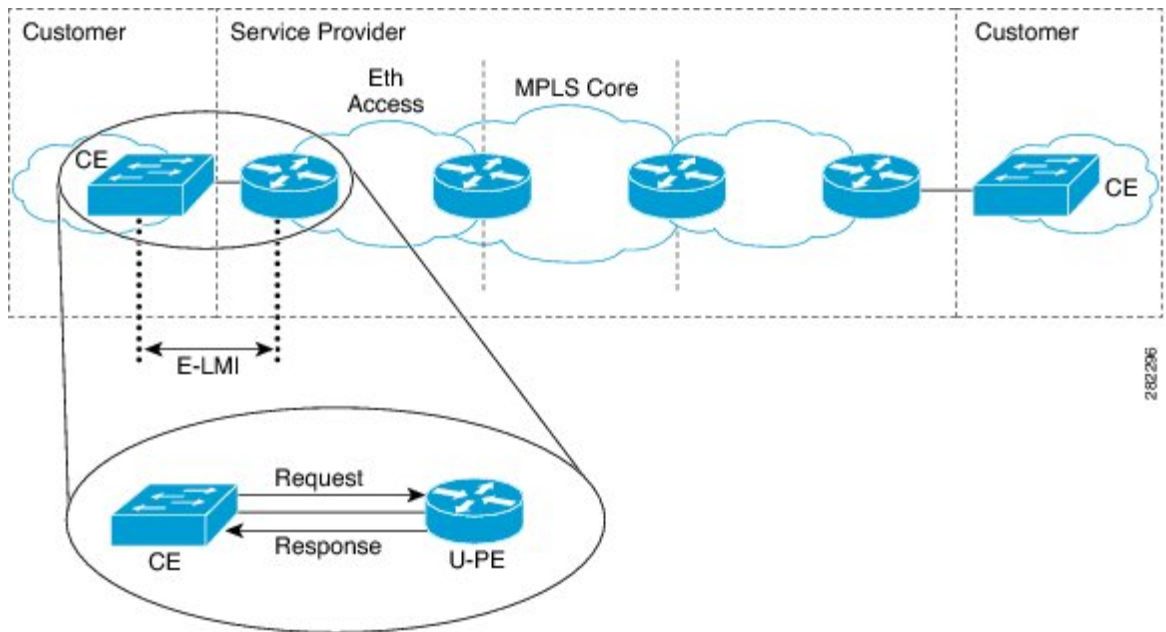 Customer
Service Provider
Customer
Eth
Access
MPLS Core
CE
CE
E-LMI
282296
Request
Response
CE
U-PE